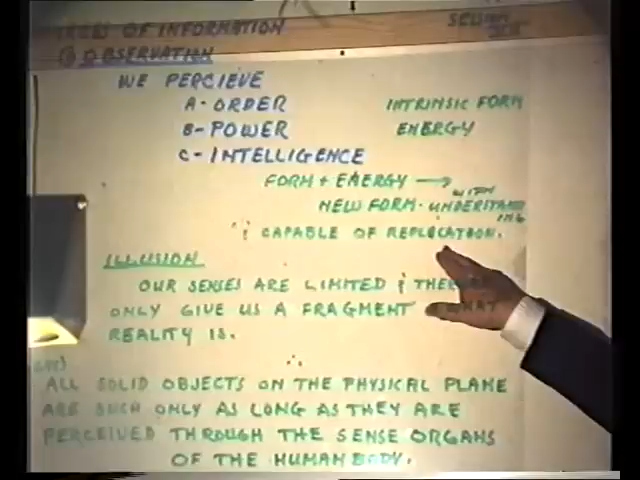 OF INFORMATION
OBSERVATION
WE PERCIEVE
A - ORDER INTRINSIC FORM
B - POWER ENERGY
C - INTELLIGENCE
FORM + ENERGY → WITH
NEW FORM - UNDERSTANDING
CAPABLE OF REPLOCATOON.
ILLUSION
OUR SENSES ARE LIMITED &
ONLY GIVE US A FRAGMENT WHAT
REALITY IS.
∴
ALL SOLID OBJECTS ON THE PHYSICAL PLANE
ARE SUCH ONLY AS LONG AS THEY ARE
PERCEIVED THROUGH THE SENSE ORGANS
OF THE HUMAN BODY.